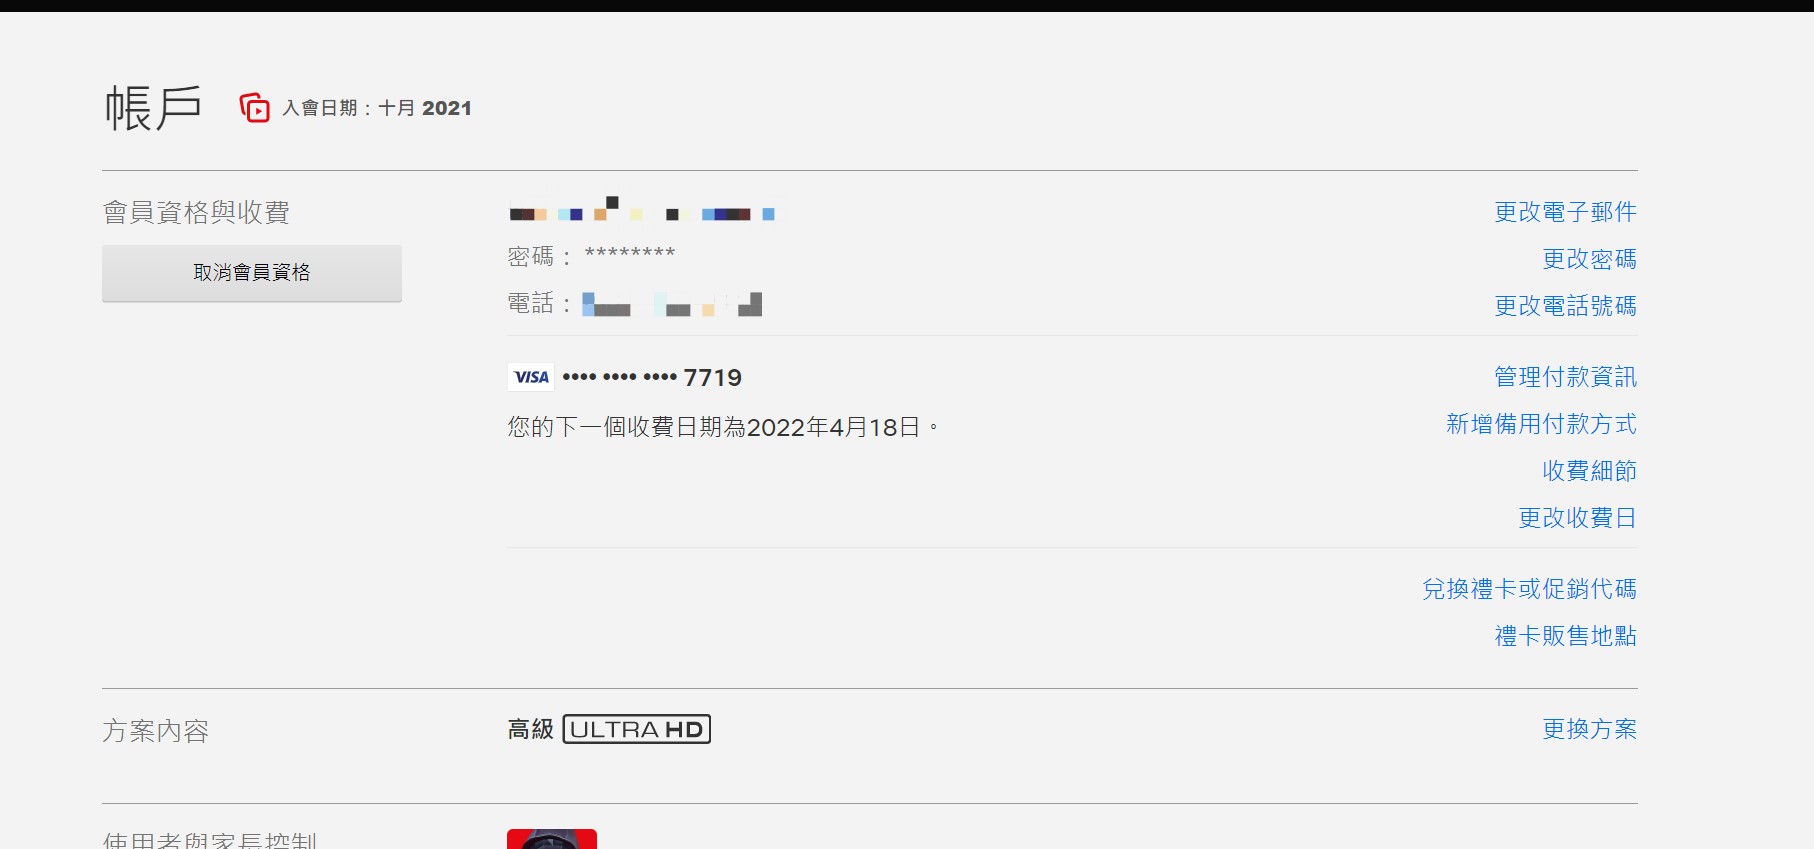 帳戶
入會日期：十月 2021
會員資格與收費
取消會員資格
更改電子郵件
密碼： ********
更改密碼
電話：
更改電話號碼
VISA •••• •••• •••• 7719
管理付款資訊
您的下一個收費日期為2022年4月18日。
新增備用付款方式
收費細節
更改收費日
兌換禮卡或促銷代碼
禮卡販售地點
方案內容
高級 ULTRA HD
更換方案
使用者與家長控制